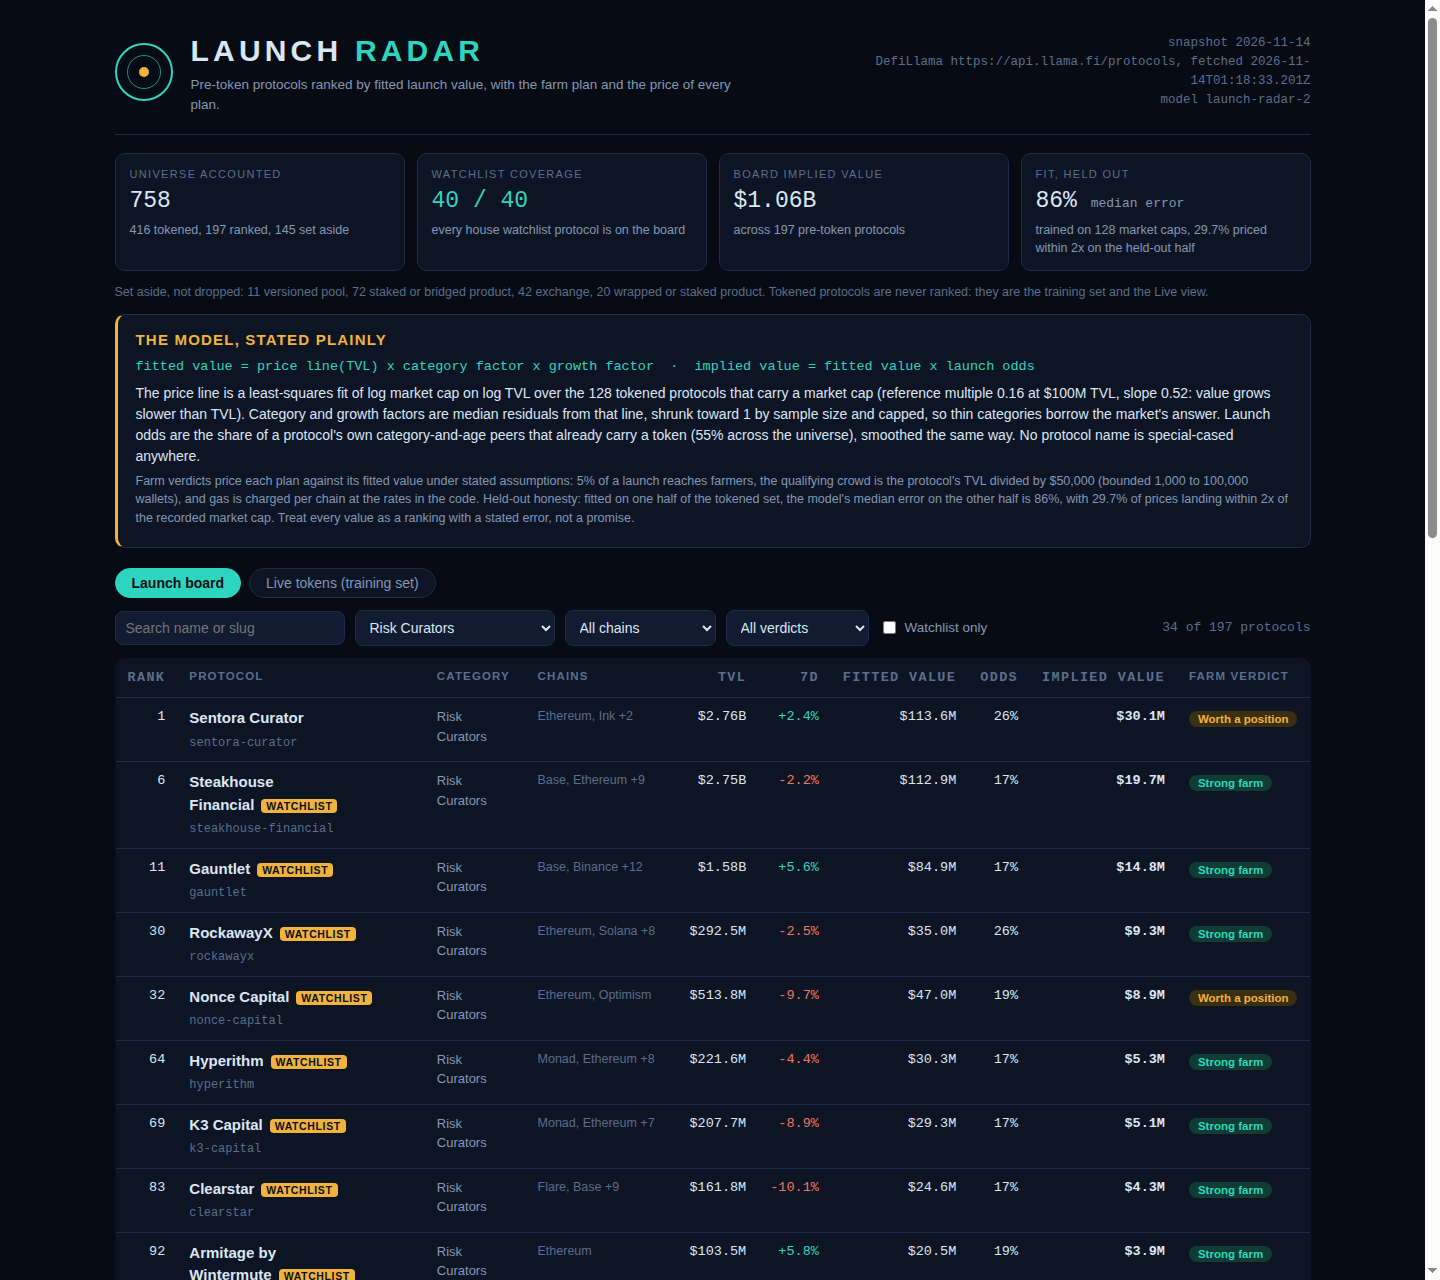 LAUNCH RADAR
Pre-token protocols ranked by fitted launch value, with the farm plan and the price of every
plan.
snapshot 2026-11-14
DefiLlama https://api.llama.fi/protocols, fetched 2026-11-
14T01:18:33.201Z
model launch-radar-2
UNIVERSE ACCOUNTED
758
416 tokened, 197 ranked, 145 set aside
WATCHLIST COVERAGE
40 / 40
every house watchlist protocol is on the board
BOARD IMPLIED VALUE
$1.06B
across 197 pre-token protocols
FIT, HELD OUT
86% median error
trained on 128 market caps, 29.7% priced
within 2x on the held-out half
Set aside, not dropped: 11 versioned pool, 72 staked or bridged product, 42 exchange, 20 wrapped or staked product. Tokened protocols are never ranked: they are the training set and the Live view.
THE MODEL, STATED PLAINLY
fitted value = price line(TVL) x category factor x growth factor · implied value = fitted value x launch odds
The price line is a least-squares fit of log market cap on log TVL over the 128 tokened protocols that carry a market cap (reference multiple 0.16 at $100M TVL, slope 0.52: value grows
slower than TVL). Category and growth factors are median residuals from that line, shrunk toward 1 by sample size and capped, so thin categories borrow the market's answer. Launch
odds are the share of a protocol's own category-and-age peers that already carry a token (55% across the universe), smoothed the same way. No protocol name is special-cased
anywhere.
Farm verdicts price each plan against its fitted value under stated assumptions: 5% of a launch reaches farmers, the qualifying crowd is the protocol's TVL divided by $50,000 (bounded 1,000 to 100,000
wallets), and gas is charged per chain at the rates in the code. Held-out honesty: fitted on one half of the tokened set, the model's median error on the other half is 86%, with 29.7% of prices landing within 2x of
the recorded market cap. Treat every value as a ranking with a stated error, not a promise.
Launch board
Live tokens (training set)
Search name or slug
Risk Curators
All chains
All verdicts
Watchlist only
34 of 197 protocols
RANK PROTOCOL CATEGORY CHAINS TVL 7D FITTED VALUE ODDS IMPLIED VALUE FARM VERDICT
1 Sentora Curator Risk Ethereum, Ink +2 $2.76B +2.4% $113.6M 26% $30.1M Worth a position
sentora-curator Curators
6 Steakhouse Risk Base, Ethereum +9 $2.75B -2.2% $112.9M 17% $19.7M Strong farm
Financial WATCHLIST Curators
steakhouse-financial
11 Gauntlet WATCHLIST Risk Base, Binance +12 $1.58B +5.6% $84.9M 17% $14.8M Strong farm
gauntlet Curators
30 RockawayX WATCHLIST Risk Ethereum, Solana +8 $292.5M -2.5% $35.0M 26% $9.3M Strong farm
rockawayx Curators
32 Nonce Capital WATCHLIST Risk Ethereum, Optimism $513.8M -9.7% $47.0M 19% $8.9M Worth a position
nonce-capital Curators
64 Hyperithm WATCHLIST Risk Monad, Ethereum +8 $221.6M -4.4% $30.3M 17% $5.3M Strong farm
hyperithm Curators
69 K3 Capital WATCHLIST Risk Monad, Ethereum +7 $207.7M -8.9% $29.3M 17% $5.1M Strong farm
k3-capital Curators
83 Clearstar WATCHLIST Risk Flare, Base +9 $161.8M -10.1% $24.6M 17% $4.3M Strong farm
clearstar Curators
92 Armitage by Risk Ethereum $103.5M +5.8% $20.5M 19% $3.9M Strong farm
Wintermute WATCHLIST Curators